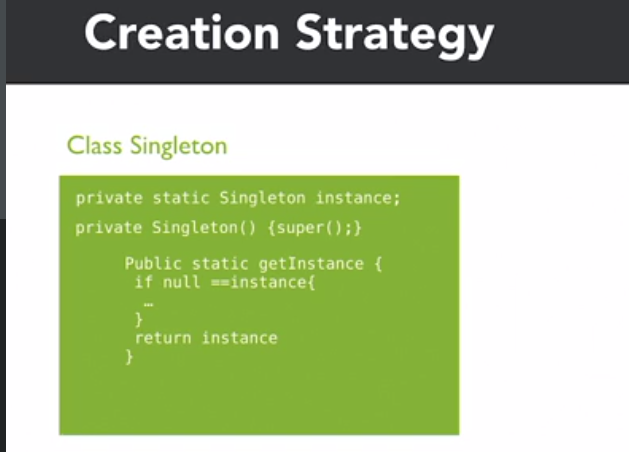 Creation Strategy
Class Singleton
private static Singleton instance;
private Singleton() {super();}
Public static getInstance {
if null ==instance{
…
}
return instance
}